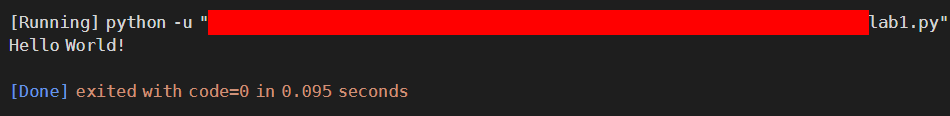 [Running] python -u "lab1.py"
Hello World!
[Done] exited with code=0 in 0.095 seconds